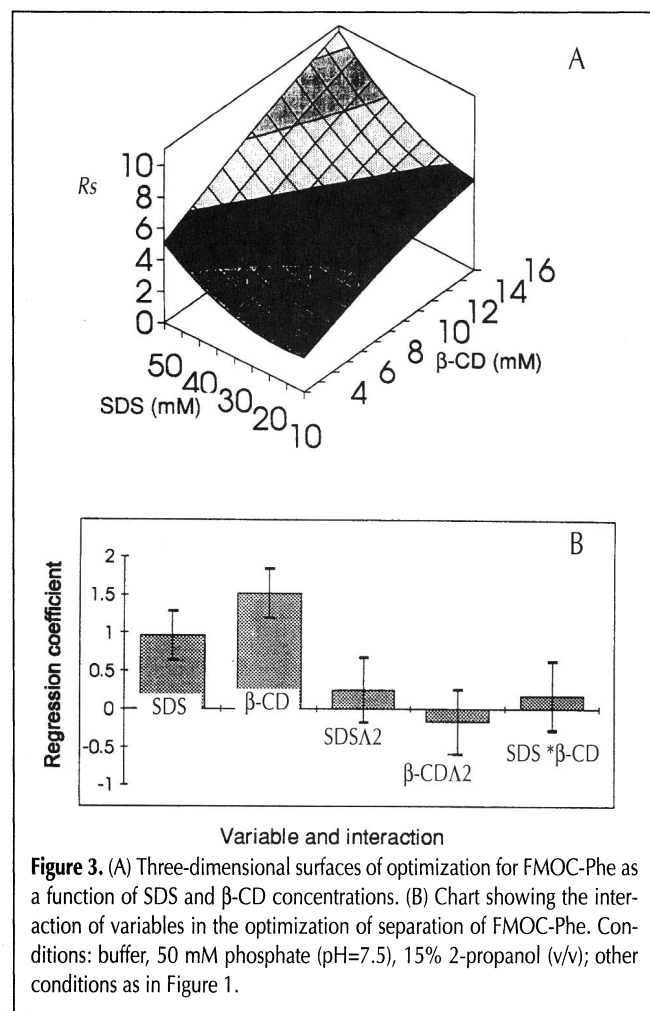 A
Rs
10
8
6
4
2
0
50
40
30
20
10
SDS (mM)
4
6
8
10
12
14
16
β-CD (mM)
B
Regression coefficient
2
1.5
1
0.5
0
-0.5
-1
SDS
β-CD
SDSΛ2
β-CDΛ2
SDS *β-CD
Variable and interaction
Figure 3. (A) Three-dimensional surfaces of optimization for FMOC-Phe as
a function of SDS and β-CD concentrations. (B) Chart showing the inter-
action of variables in the optimization of separation of FMOC-Phe. Con-
ditions: buffer, 50 mM phosphate (pH=7.5), 15% 2-propanol (v/v); other
conditions as in Figure 1.